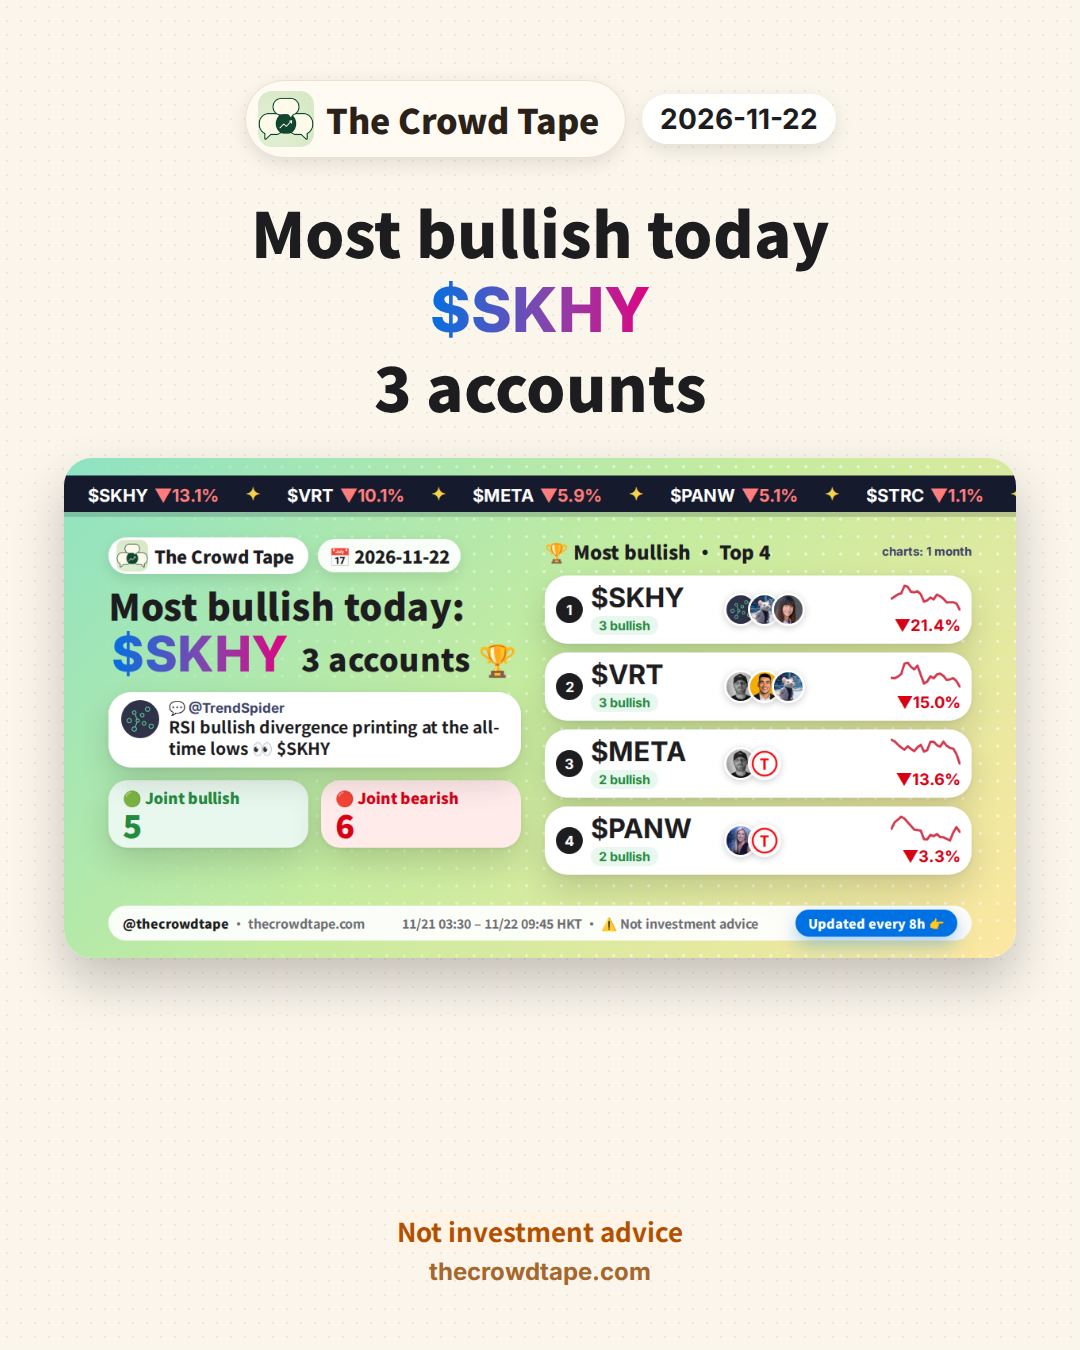 The Crowd Tape
2026-11-22
Most bullish today
$SKHY
3 accounts
$SKHY ▼13.1% ✦ $VRT ▼10.1% ✦ $META ▼5.9% ✦ $PANW ▼5.1% ✦ $STRC ▼1.1%
The Crowd Tape
📅 2026-11-22
Most bullish today:
$SKHY 3 accounts 🏆
💬 @TrendSpider
RSI bullish divergence printing at the all-
time lows 👀 $SKHY
🟢 Joint bullish
5
🔴 Joint bearish
6
🏆 Most bullish • Top 4
charts: 1 month
1
$SKHY
3 bullish
▼21.4%
2
$VRT
3 bullish
▼15.0%
3
$META
2 bullish
T
▼13.6%
4
$PANW
2 bullish
T
▼3.3%
@thecrowdtape • thecrowdtape.com
11/21 03:30 – 11/22 09:45 HKT • ⚠️ Not investment advice
Updated every 8h 👉
Not investment advice
thecrowdtape.com